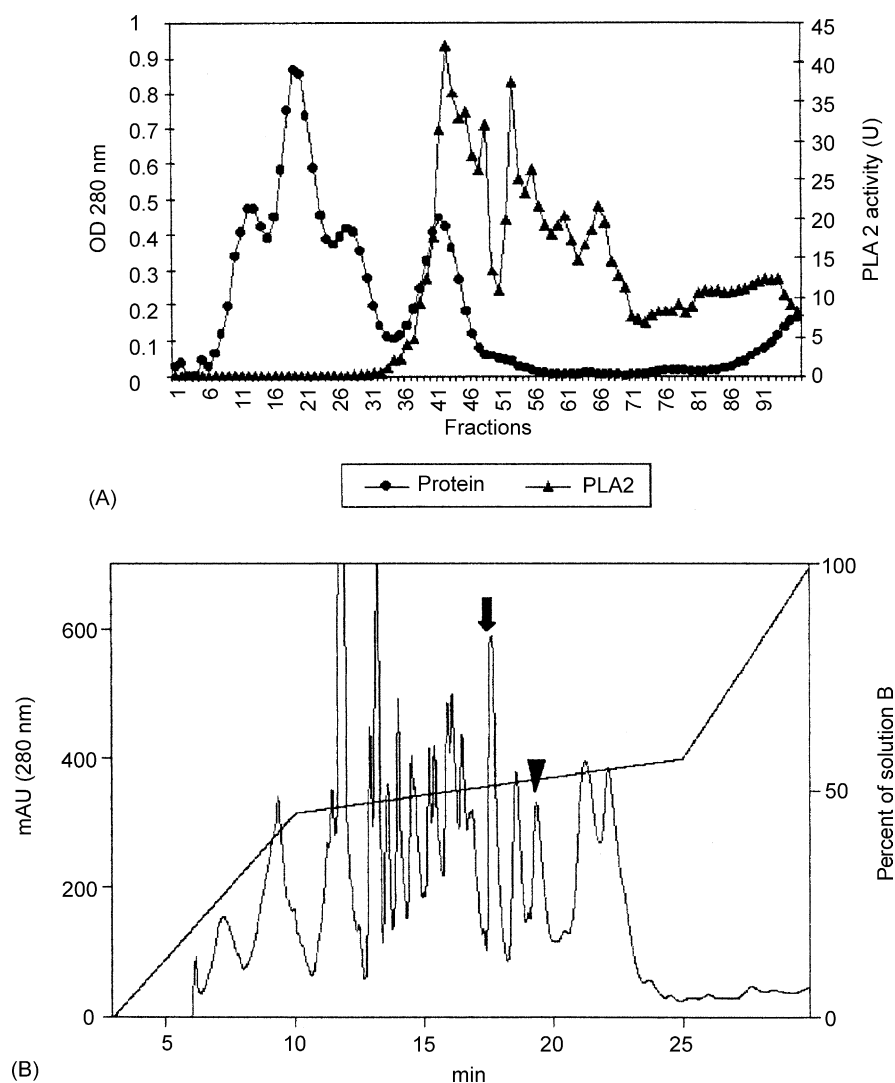 OD 280 nm
1
0.9
0.8
0.7
0.6
0.5
0.4
0.3
0.2
0.1
0
45
40
35
30
25
20
15
10
5
0
PLA 2 activity (U)
1 6 11 16 21 26 31 36 41 46 51 56 61 66 71 76 81 86 91
Fractions
(A)
Protein PLA2
mAU (280 nm)
600
400
200
0
100
50
0
Percent of solution B
5 10 15 20 25
min
(B)